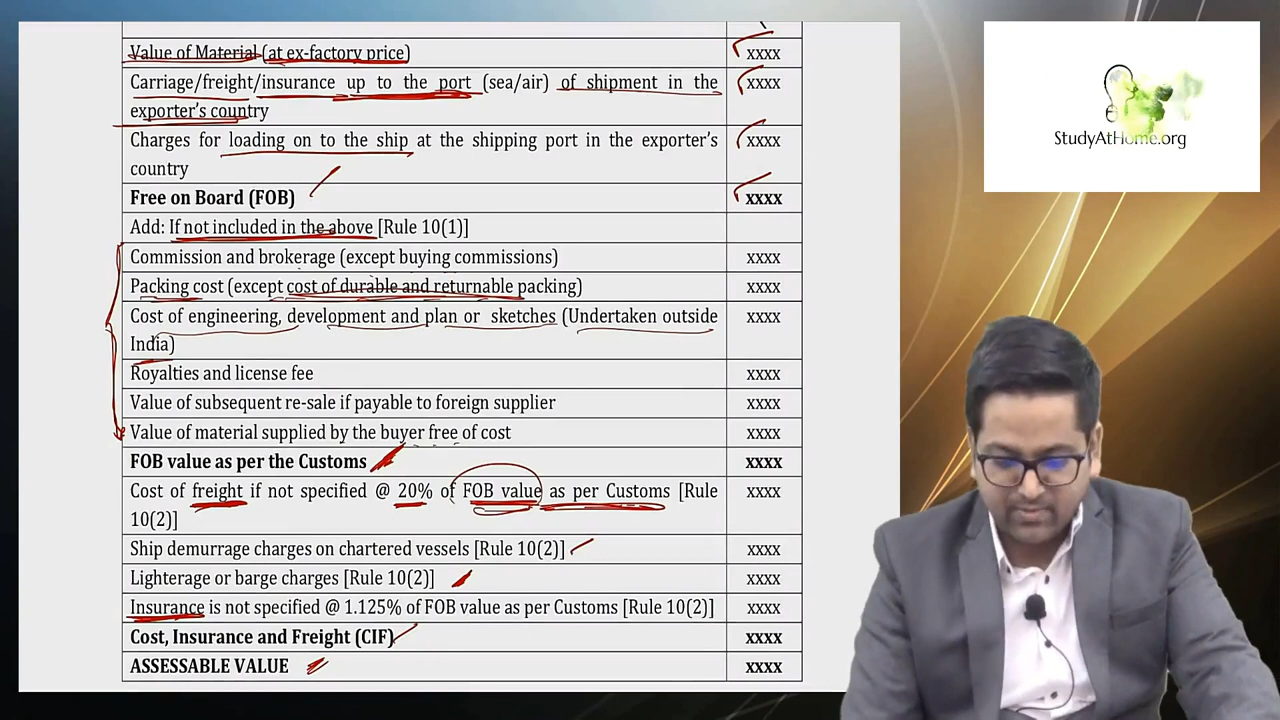 Value of Material (at ex-factory price) xxxx
Carriage/freight/insurance up to the port (sea/air) of shipment in the xxxx
exporter’s country
Charges for loading on to the ship at the shipping port in the exporter’s xxxx
country
Free on Board (FOB) xxxx
Add: If not included in the above [Rule 10(1)]
Commission and brokerage (except buying commissions) xxxx
Packing cost (except cost of durable and returnable packing) xxxx
Cost of engineering, development and plan or sketches (Undertaken outside xxxx
India)
Royalties and license fee xxxx
Value of subsequent re-sale if payable to foreign supplier xxxx
Value of material supplied by the buyer free of cost xxxx
FOB value as per the Customs xxxx
Cost of freight if not specified @ 20% of FOB value as per Customs [Rule xxxx
10(2)]
Ship demurrage charges on chartered vessels [Rule 10(2)] xxxx
Lighterage or barge charges [Rule 10(2)] xxxx
Insurance is not specified @ 1.125% of FOB value as per Customs [Rule 10(2)] xxxx
Cost, Insurance and Freight (CIF) xxxx
ASSESSABLE VALUE xxxx
StudyAtHome.org